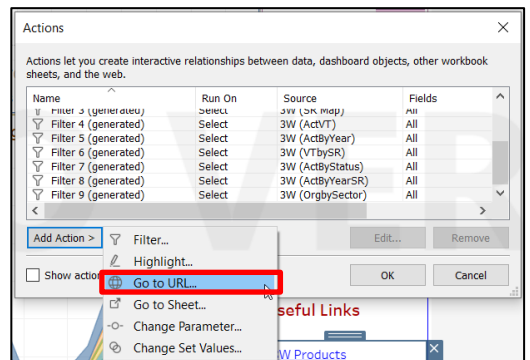 Actions
Actions let you create interactive relationships between data, dashboard objects, other workbook
sheets, and the web.
Name Run On Source Fields
Filter 3 (generated) Select 3W (SR Map) All
Filter 4 (generated) Select 3W (ActVT) All
Filter 5 (generated) Select 3W (ActByYear) All
Filter 6 (generated) Select 3W (VTbySR) All
Filter 7 (generated) Select 3W (ActByStatus) All
Filter 8 (generated) Select 3W (ActByYearSR) All
Filter 9 (generated) Select 3W (OrgbySector) All
Add Action > Edit... Remove
Filter...
Highlight...
Show action OK Cancel
Go to URL...
Go to Sheet...
seful Links
Change Parameter...
Change Set Values...
W Products